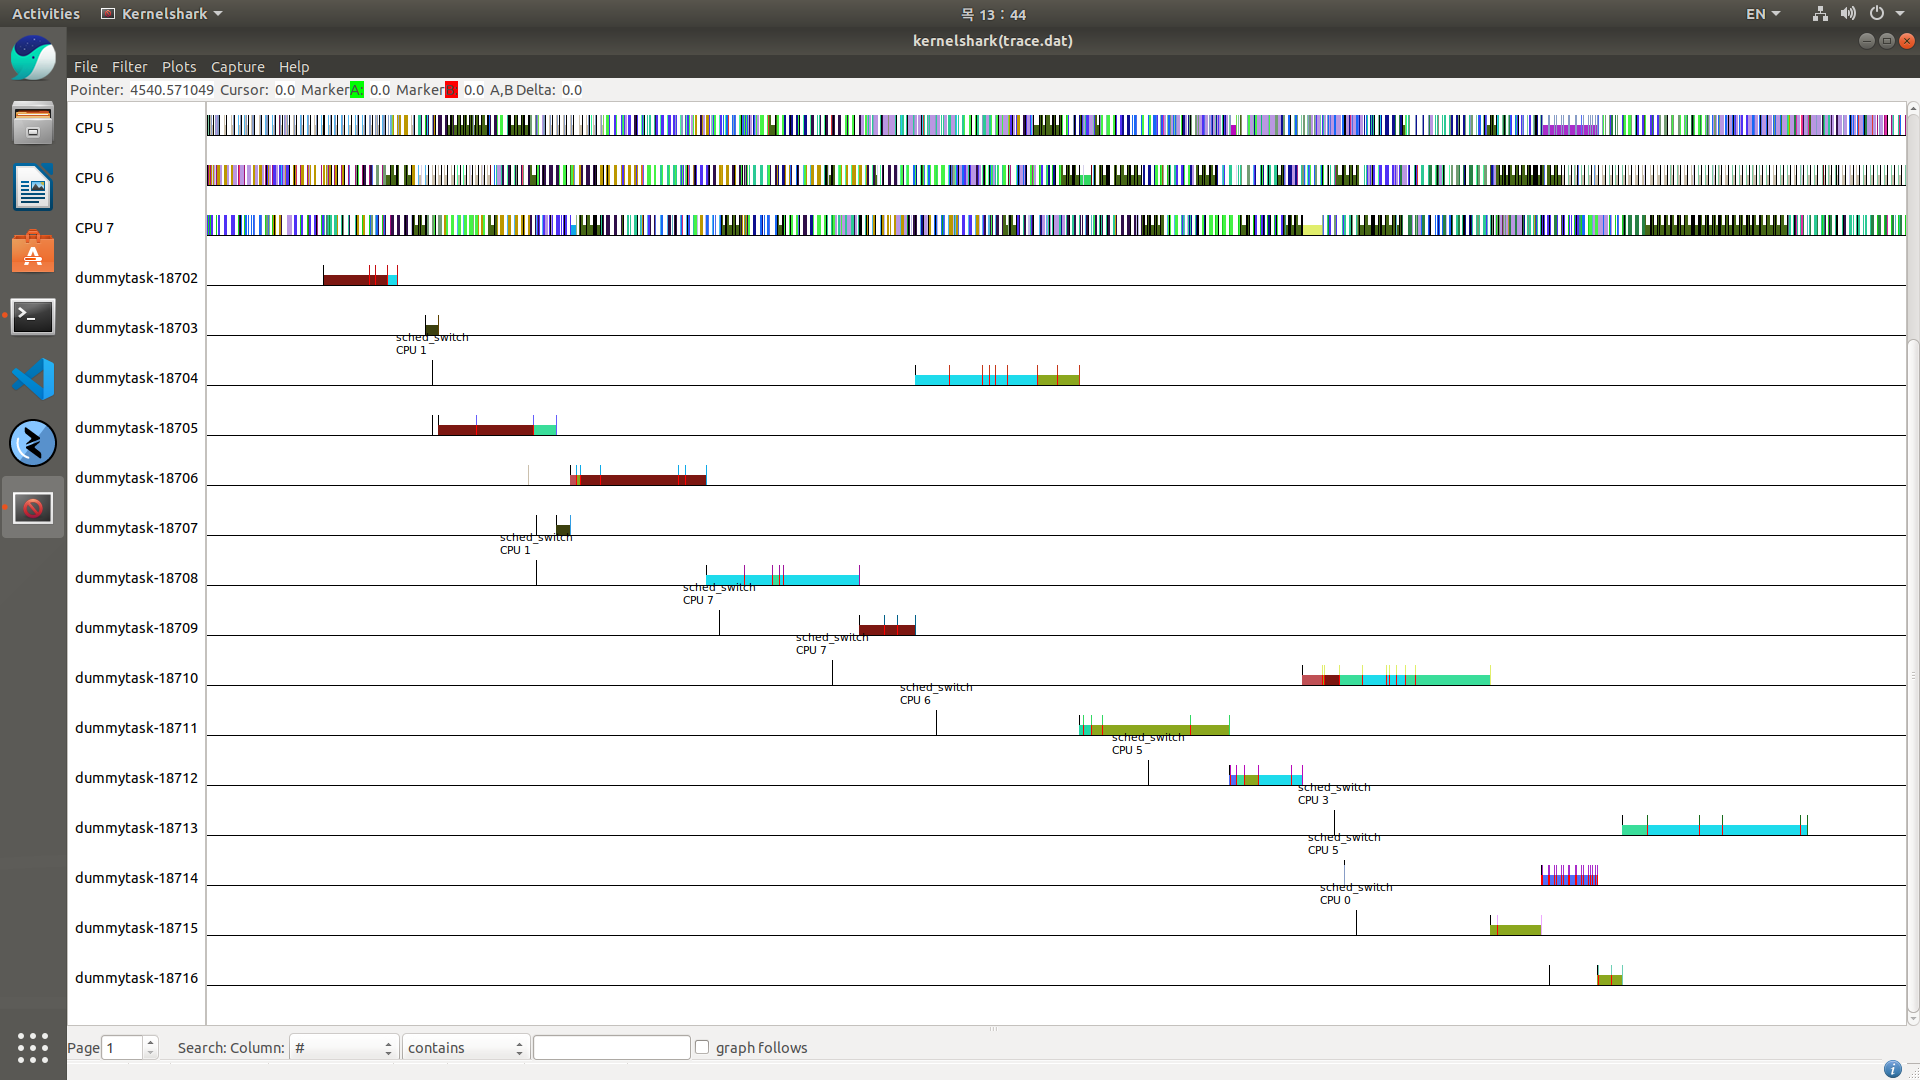 Activities Kernelshark 목 13 : 44 EN
kernelshark(trace.dat)
File Filter Plots Capture Help
Pointer: 4540.571049 Cursor: 0.0 MarkerA: 0.0 MarkerB: 0.0 A,B Delta: 0.0
CPU 5
CPU 6
CPU 7
dummytask-18702
dummytask-18703
sched_switch
CPU 1
dummytask-18704
dummytask-18705
dummytask-18706
dummytask-18707
sched_switch
CPU 1
dummytask-18708
sched_switch
CPU 7
dummytask-18709
sched_switch
CPU 7
dummytask-18710
sched_switch
CPU 6
dummytask-18711
sched_switch
CPU 5
dummytask-18712
sched_switch
CPU 3
dummytask-18713
sched_switch
CPU 5
dummytask-18714
sched_switch
CPU 0
dummytask-18715
dummytask-18716
Page 1 Search: Column: # contains graph follows